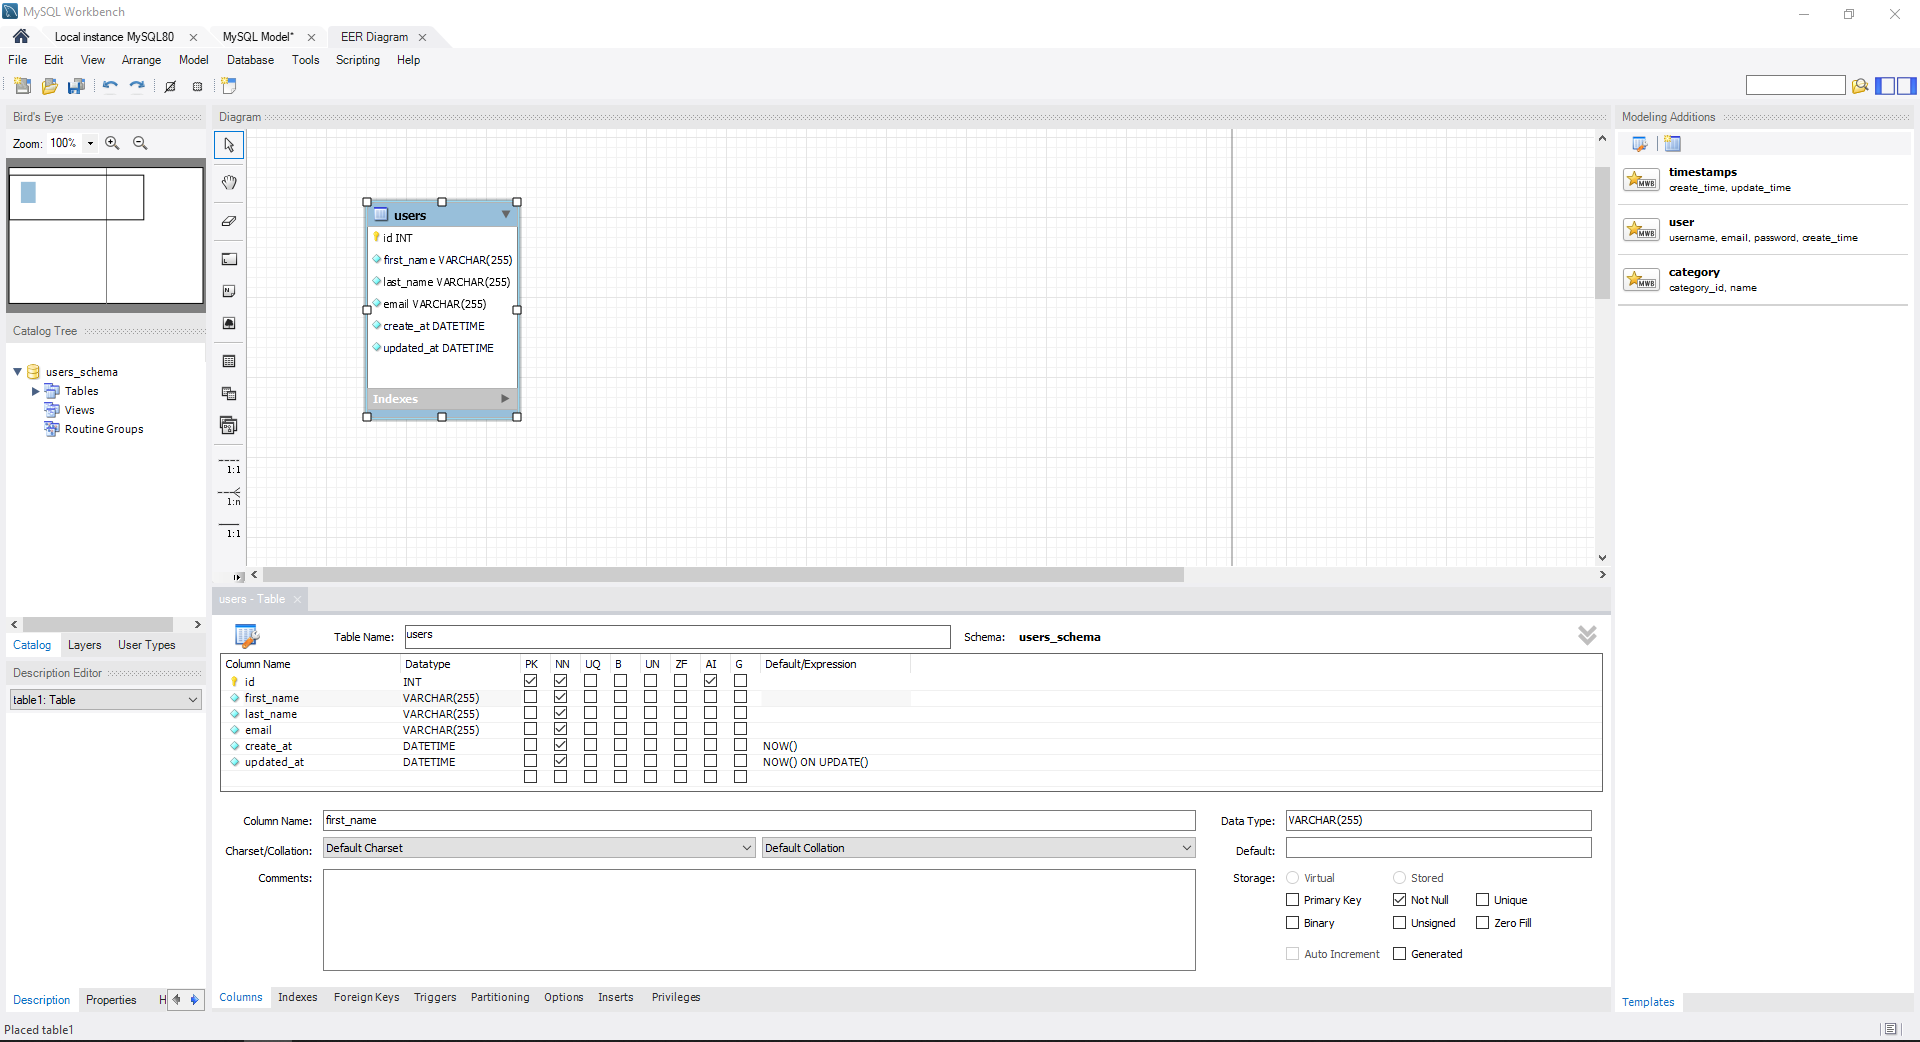 MySQL Workbench
Local instance MySQL80
MySQL Model*
EER Diagram
File Edit View Arrange Model Database Tools Scripting Help
Bird's Eye
Zoom: 100%
Catalog Tree
users_schema
Tables
Views
Routine Groups
Catalog Layers User Types
Description Editor
table1: Table
Description Properties H
Diagram
1:1
1:n
1:1
users
id INT
first_name VARCHAR(255)
last_name VARCHAR(255)
email VARCHAR(255)
create_at DATETIME
updated_at DATETIME
Indexes
users - Table
Table Name: users Schema: users_schema
Column Name Datatype PK NN UQ B UN ZF AI G Default/Expression
id INT
first_name VARCHAR(255)
last_name VARCHAR(255)
email VARCHAR(255)
create_at DATETIME NOW()
updated_at DATETIME NOW() ON UPDATE()
Column Name: first_name Data Type: VARCHAR(255)
Charset/Collation: Default Charset Default Collation Default:
Comments: Storage: Virtual Stored
Primary Key Not Null Unique
Binary Unsigned Zero Fill
Auto Increment Generated
Columns Indexes Foreign Keys Triggers Partitioning Options Inserts Privileges
Modeling Additions
MWB
timestamps
create_time, update_time
MWB
user
username, email, password, create_time
MWB
category
category_id, name
Templates
Placed table1